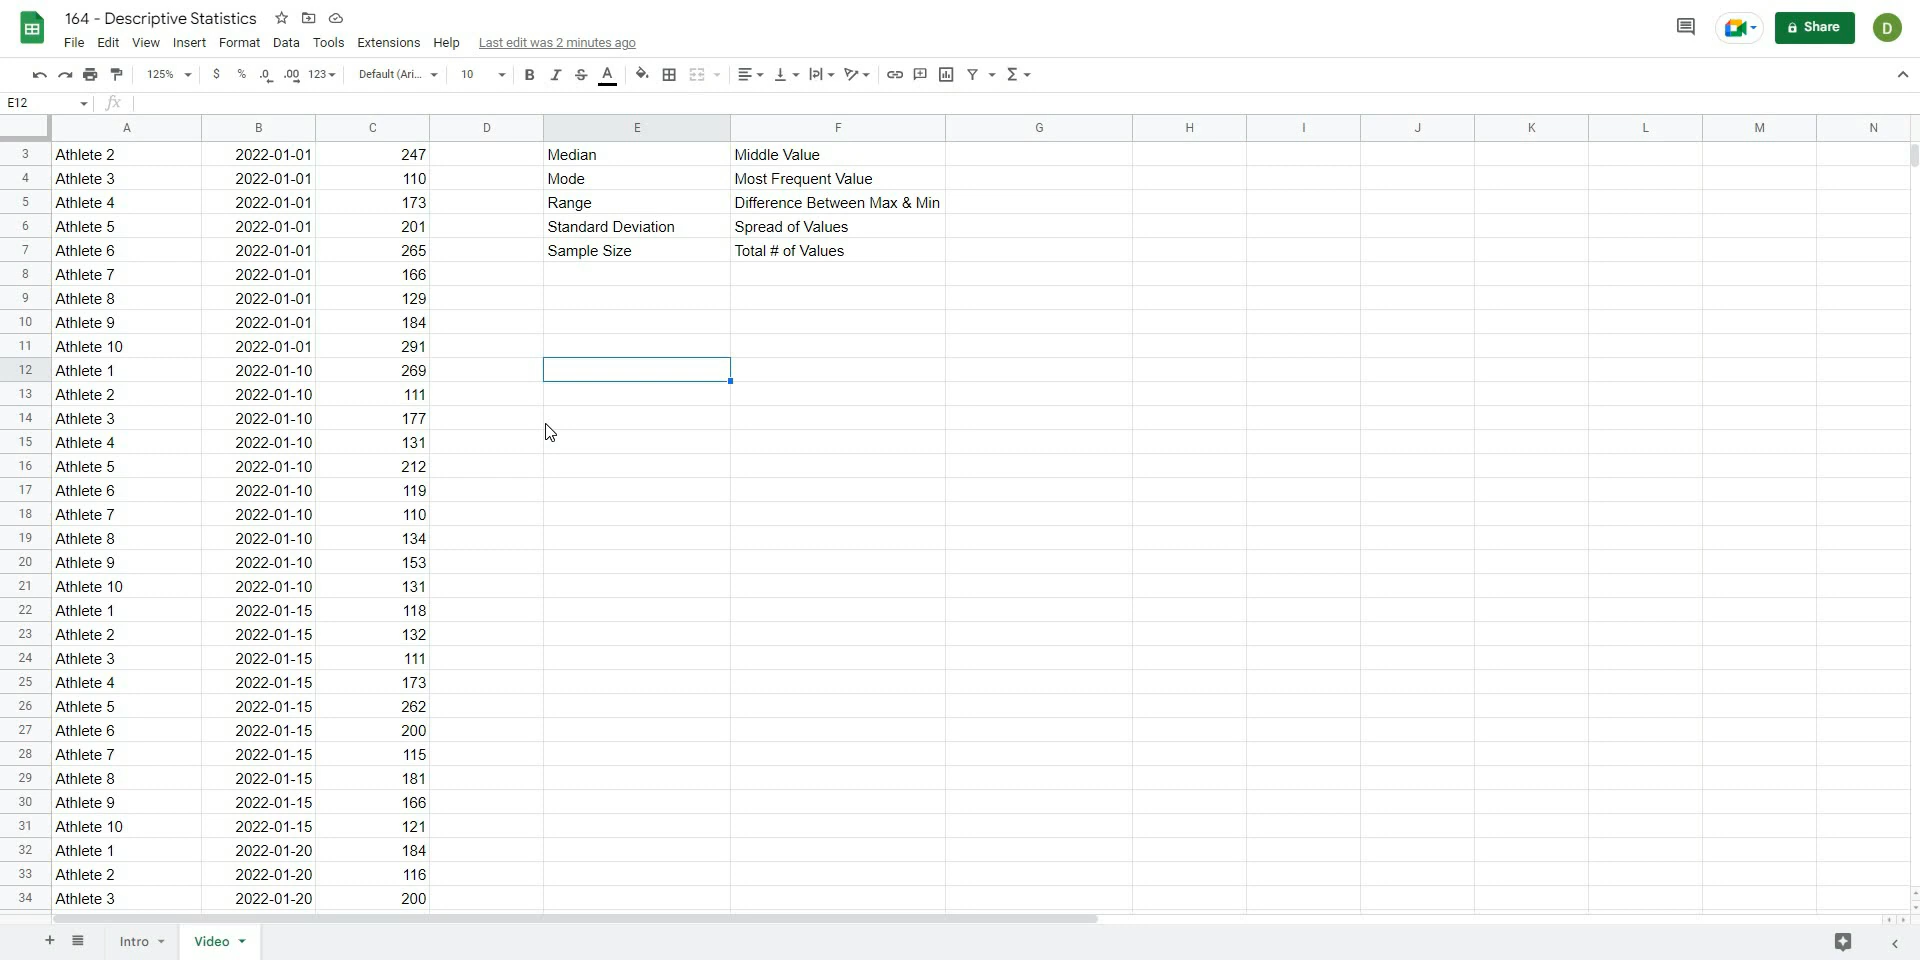 164 - Descriptive Statistics
File Edit View Insert Format Data Tools Extensions Help Last edit was 2 minutes ago
Share
D
125% $ % .0 .00 123 Default (Ari... 10 B I S A
E12 fx
A B C D E F G H I J K L M N
3 Athlete 2 2022-01-01 247 Median Middle Value
4 Athlete 3 2022-01-01 110 Mode Most Frequent Value
5 Athlete 4 2022-01-01 173 Range Difference Between Max & Min
6 Athlete 5 2022-01-01 201 Standard Deviation Spread of Values
7 Athlete 6 2022-01-01 265 Sample Size Total # of Values
8 Athlete 7 2022-01-01 166
9 Athlete 8 2022-01-01 129
10 Athlete 9 2022-01-01 184
11 Athlete 10 2022-01-01 291
12 Athlete 1 2022-01-10 269
13 Athlete 2 2022-01-10 111
14 Athlete 3 2022-01-10 177
15 Athlete 4 2022-01-10 131
16 Athlete 5 2022-01-10 212
17 Athlete 6 2022-01-10 119
18 Athlete 7 2022-01-10 110
19 Athlete 8 2022-01-10 134
20 Athlete 9 2022-01-10 153
21 Athlete 10 2022-01-10 131
22 Athlete 1 2022-01-15 118
23 Athlete 2 2022-01-15 132
24 Athlete 3 2022-01-15 111
25 Athlete 4 2022-01-15 173
26 Athlete 5 2022-01-15 262
27 Athlete 6 2022-01-15 200
28 Athlete 7 2022-01-15 115
29 Athlete 8 2022-01-15 181
30 Athlete 9 2022-01-15 166
31 Athlete 10 2022-01-15 121
32 Athlete 1 2022-01-20 184
33 Athlete 2 2022-01-20 116
34 Athlete 3 2022-01-20 200
Intro Video